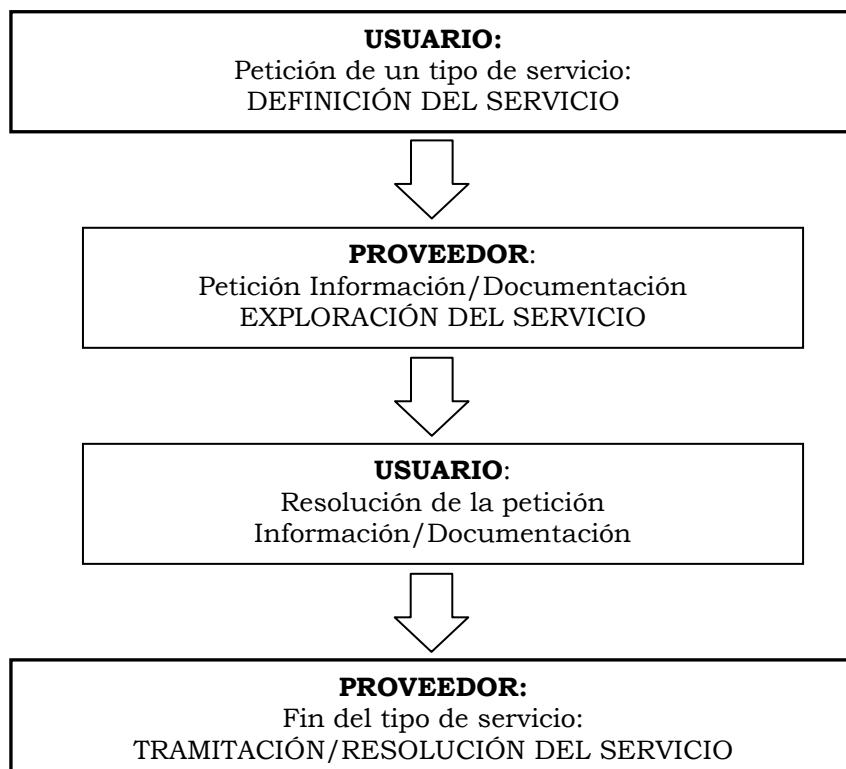 USUARIO:
Petición de un tipo de servicio:
DEFINICIÓN DEL SERVICIO
PROVEEDOR:
Petición Información/Documentación
EXPLORACIÓN DEL SERVICIO
USUARIO:
Resolución de la petición
Información/Documentación
PROVEEDOR:
Fin del tipo de servicio:
TRAMITACIÓN/RESOLUCIÓN DEL SERVICIO